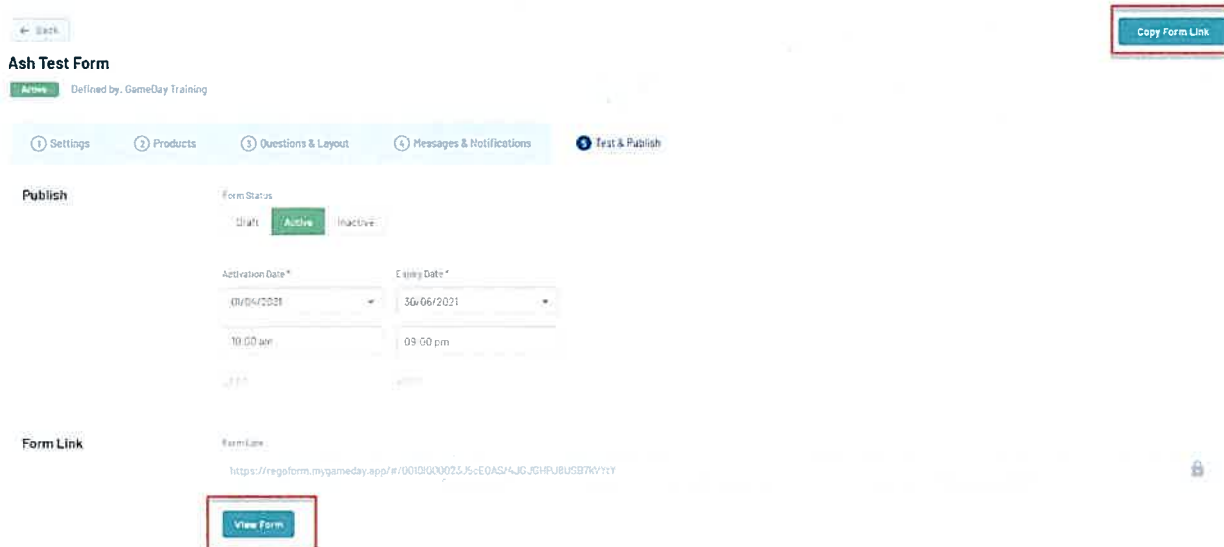 ← Back
Copy Form Link
Ash Test Form
Active Defined by: GameDay Training
1 Settings 2 Products 3 Questions & Layout 4 Messages & Notifications 5 Test & Publish
Publish
Form Status
Draft Active Inactive
Activation Date * Expiry Date *
01/04/2021 30/06/2021
10:00 am 09:00 pm
Form Link
Form Link
View Form